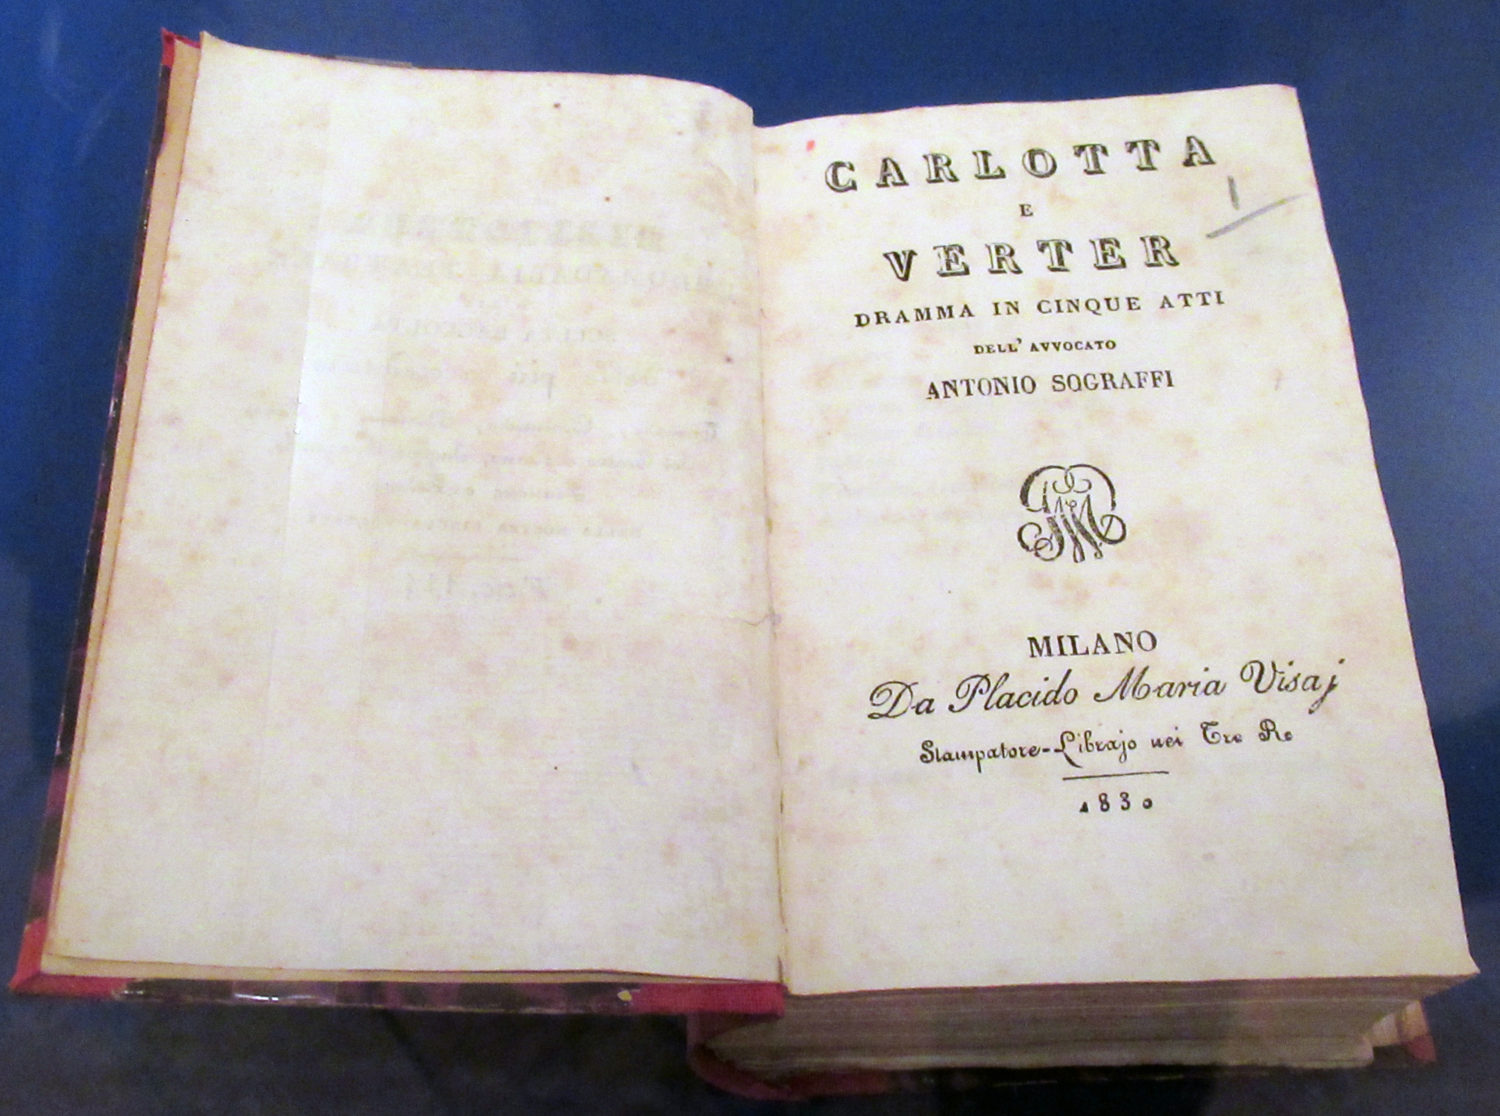 CARLOTTA
E
VERTER
DRAMMA IN CINQUE ATTI
DELL' AVVOCATO
ANTONIO SOGRAFFI
MILANO
Da Placido Maria Visaj
Stampatore-Librajo nei Tre Re
1830